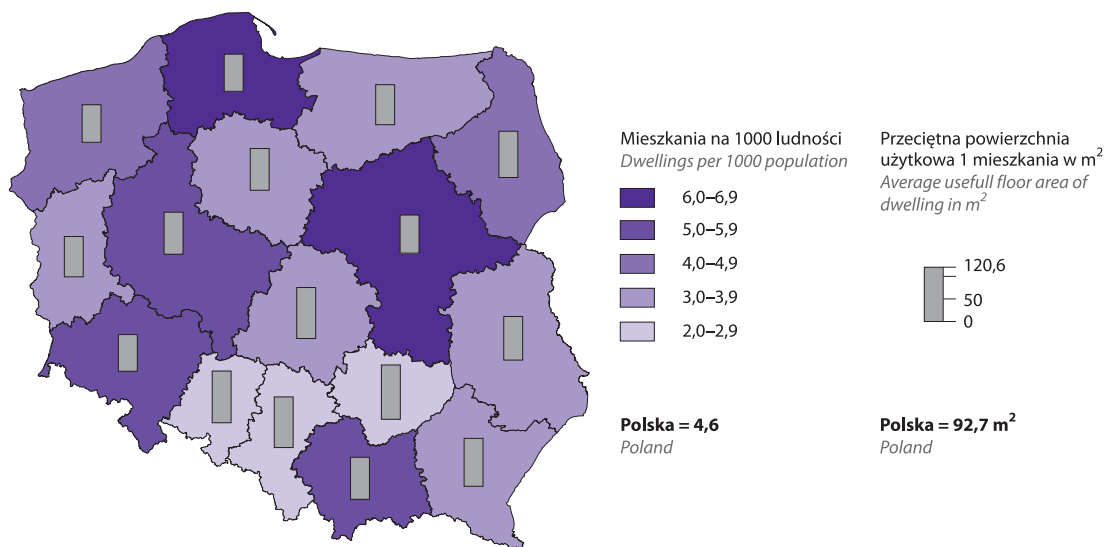 Mieszkania na 1000 ludności
Dwellings per 1000 population
6,0–6,9
5,0–5,9
4,0–4,9
3,0–3,9
2,0–2,9
Polska = 4,6
Poland
Przeciętna powierzchnia
użytkowa 1 mieszkania w m²
Average usefull floor area of
dwelling in m²
120,6
50
0
Polska = 92,7 m²
Poland